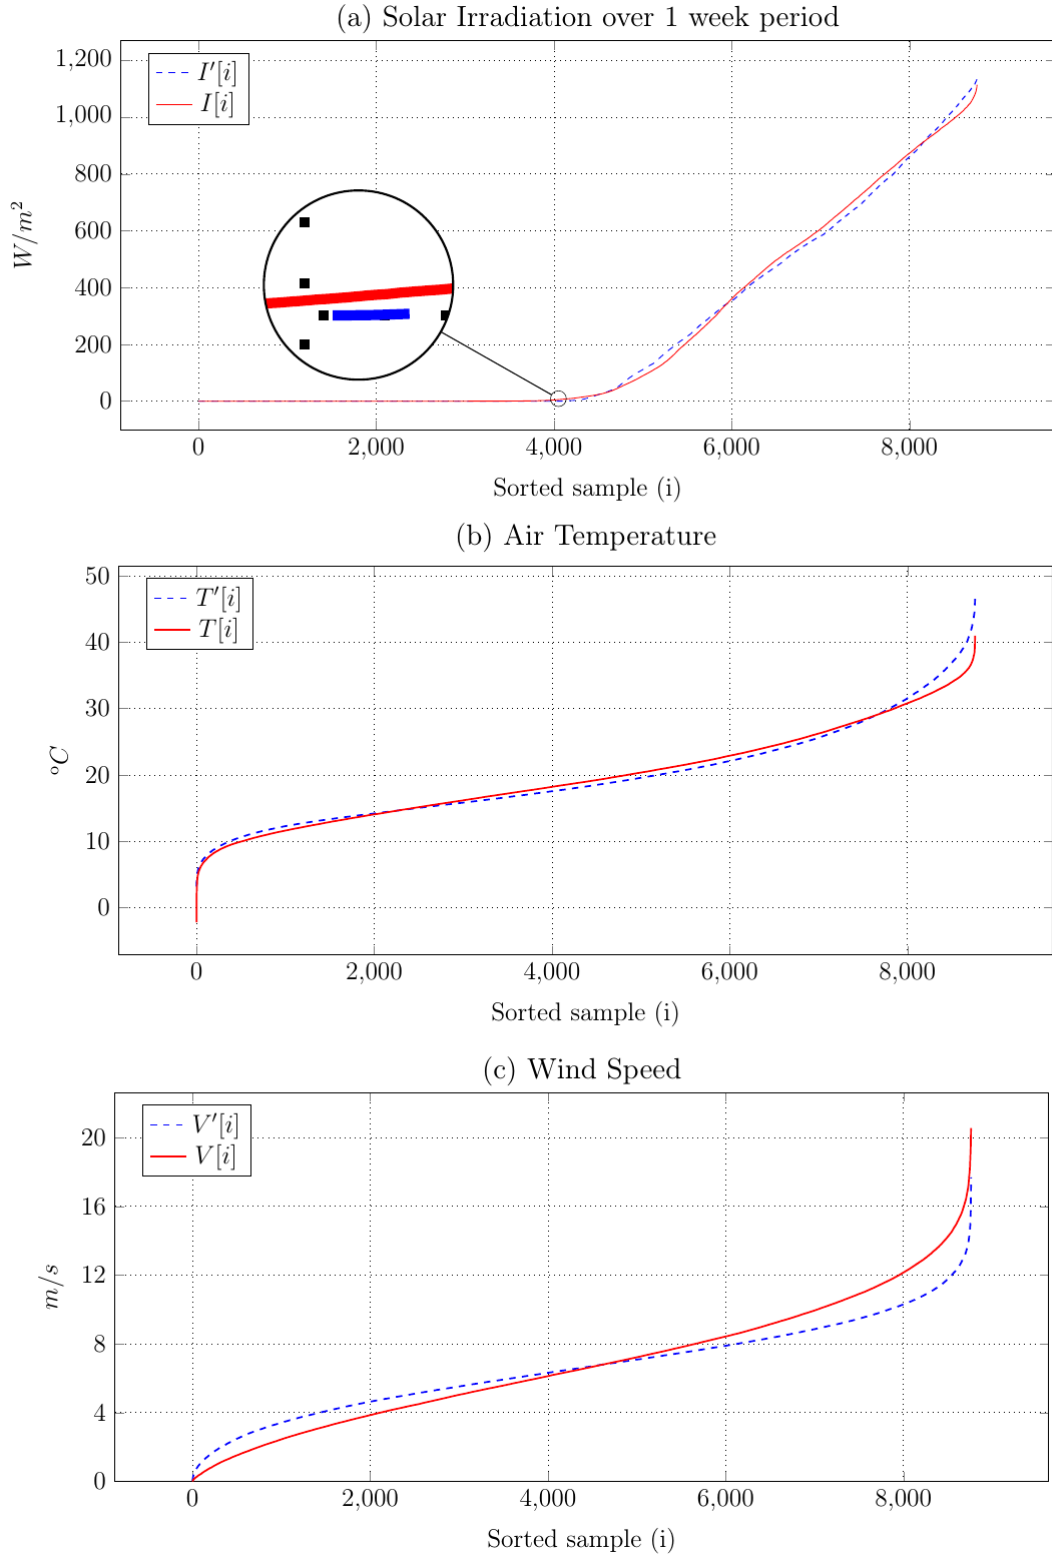 (a) Solar Irradiation over 1 week period
1,200
1,000
800
600
400
200
0
W/m²
I′[i]
I[i]
0 2,000 4,000 6,000 8,000
Sorted sample (i)
(b) Air Temperature
50
40
30
20
10
0
ºC
T′[i]
T[i]
0 2,000 4,000 6,000 8,000
Sorted sample (i)
(c) Wind Speed
20
16
12
8
4
0
m/s
V′[i]
V[i]
0 2,000 4,000 6,000 8,000
Sorted sample (i)